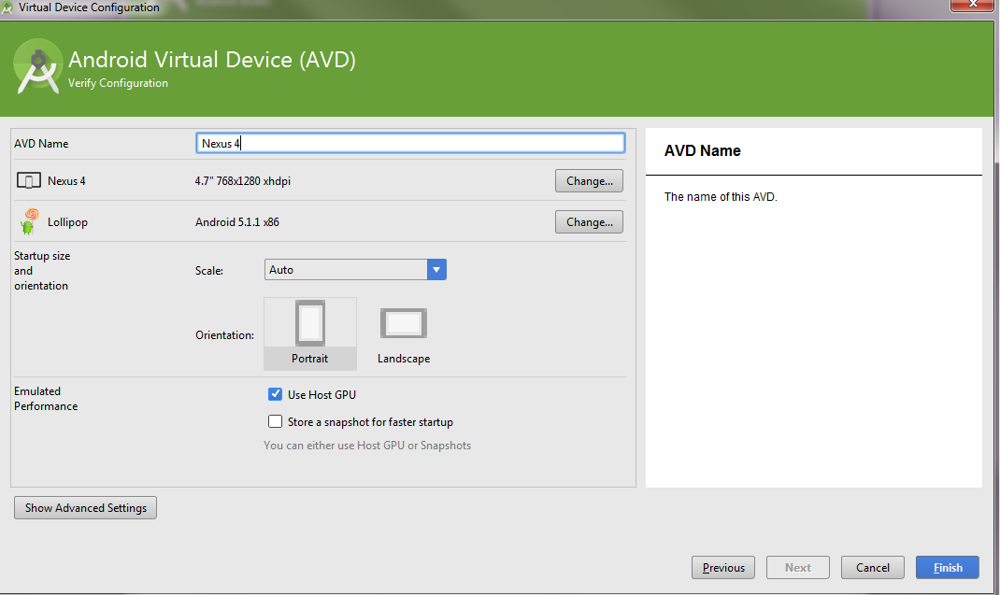 Virtual Device Configuration
Android Virtual Device (AVD)
Verify Configuration
AVD Name
Nexus 4
Nexus 4
4.7" 768x1280 xhdpi
Change...
Lollipop
Android 5.1.1 x86
Change...
Startup size
and
orientation
Scale:
Auto
Orientation:
Portrait
Landscape
Emulated
Performance
Use Host GPU
Store a snapshot for faster startup
You can either use Host GPU or Snapshots
Show Advanced Settings
AVD Name
The name of this AVD.
Previous
Next
Cancel
Finish